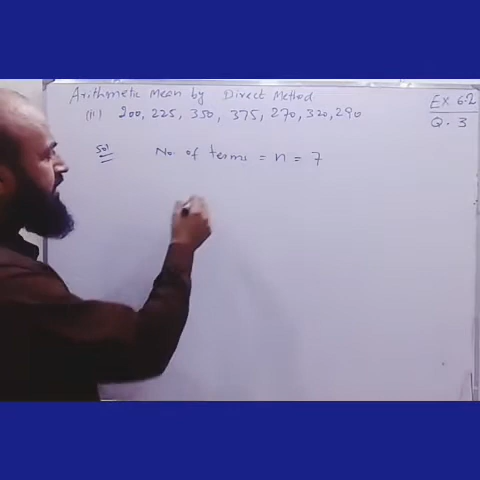 Arithmetic Mean by Direct Method.
(iii) 200, 225, 350, 375, 270, 320, 290
Ex 6.2
Q. 3
Sol
No. of terms = n = 7